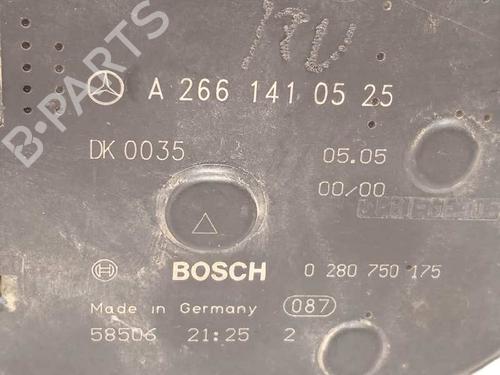 A 266 141 05 25
DK 0035 05.05
00/00
BOSCH 0 280 750 175
Made in Germany 087
58506 21:25 2
B-PARTS